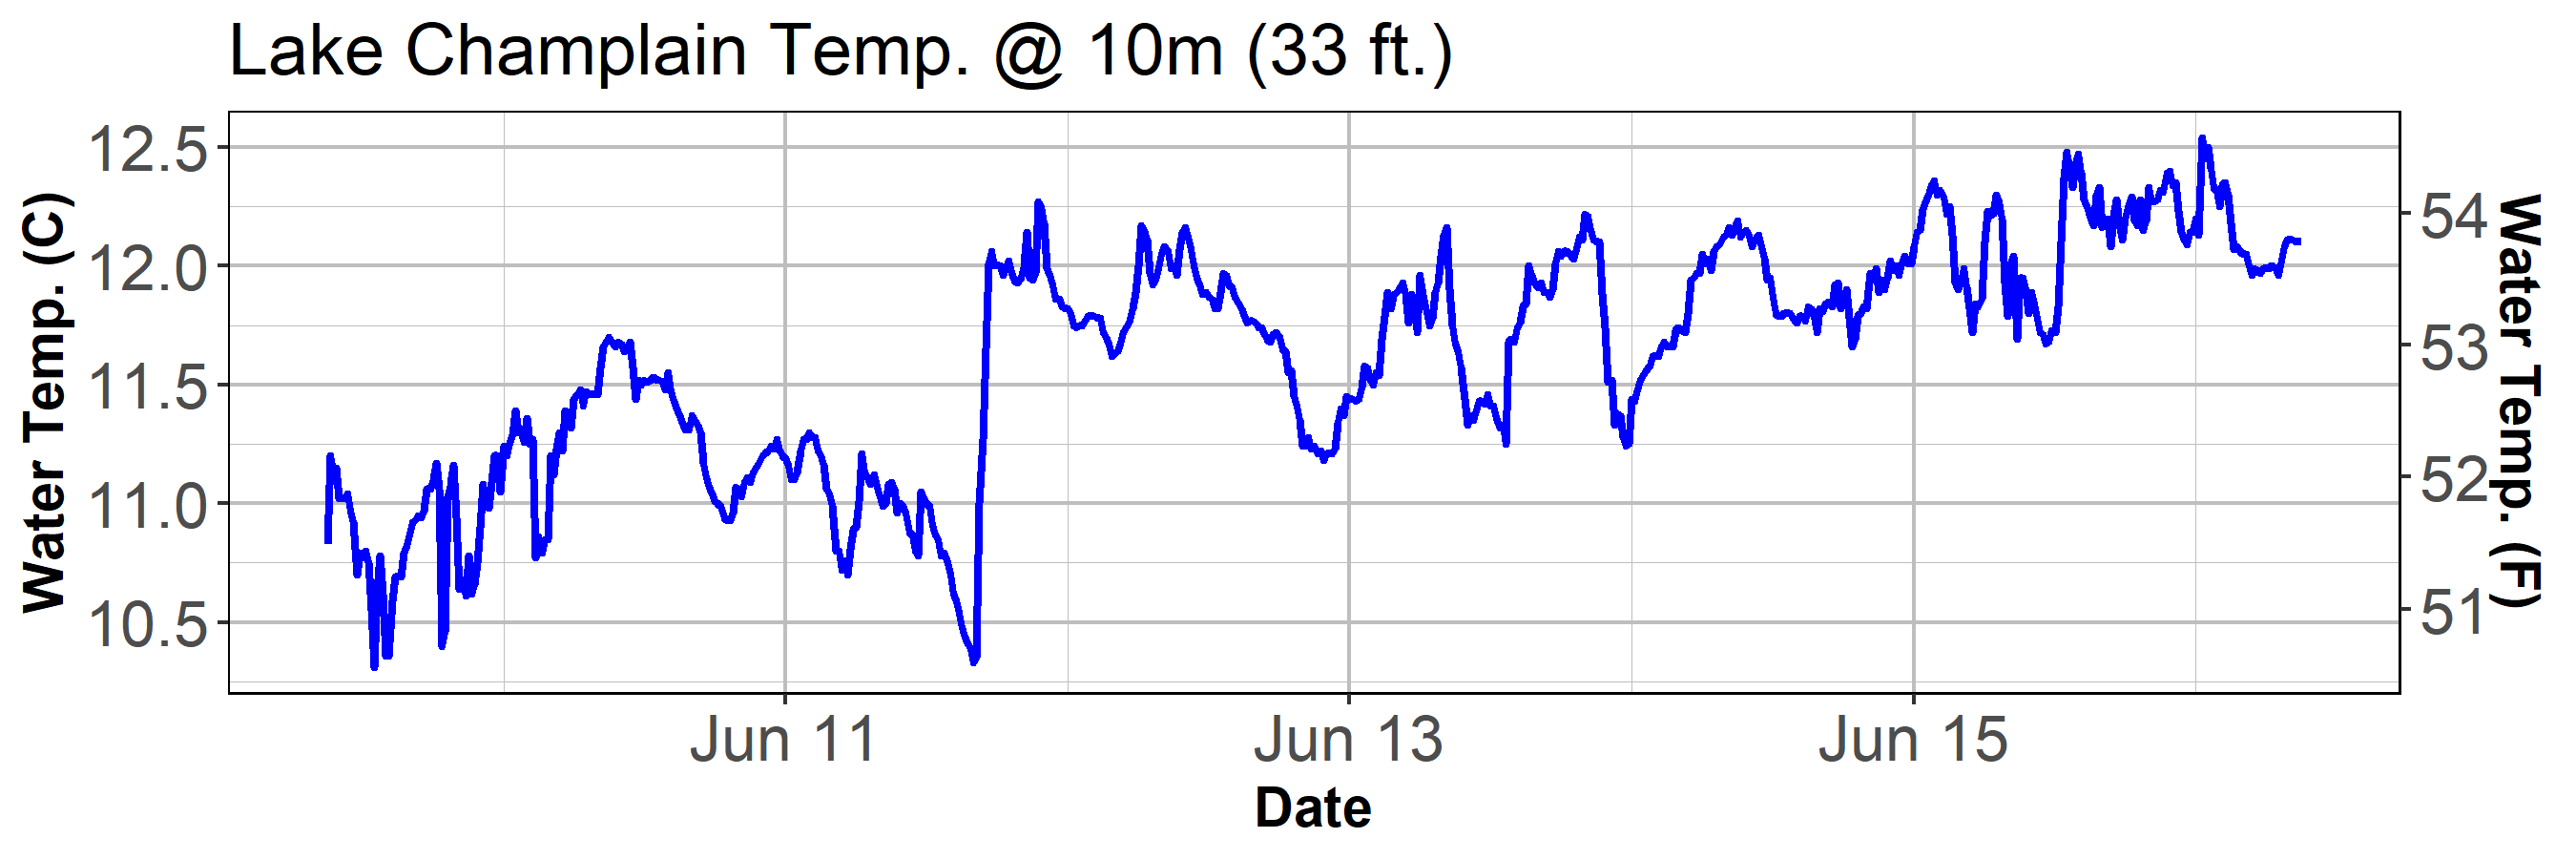 Lake Champlain Temp. @ 10m (33 ft.)
Water Temp. (C)
12.5
12.0
11.5
11.0
10.5
54
53
52
51
Water Temp. (F)
Jun 11
Jun 13
Jun 15
Date